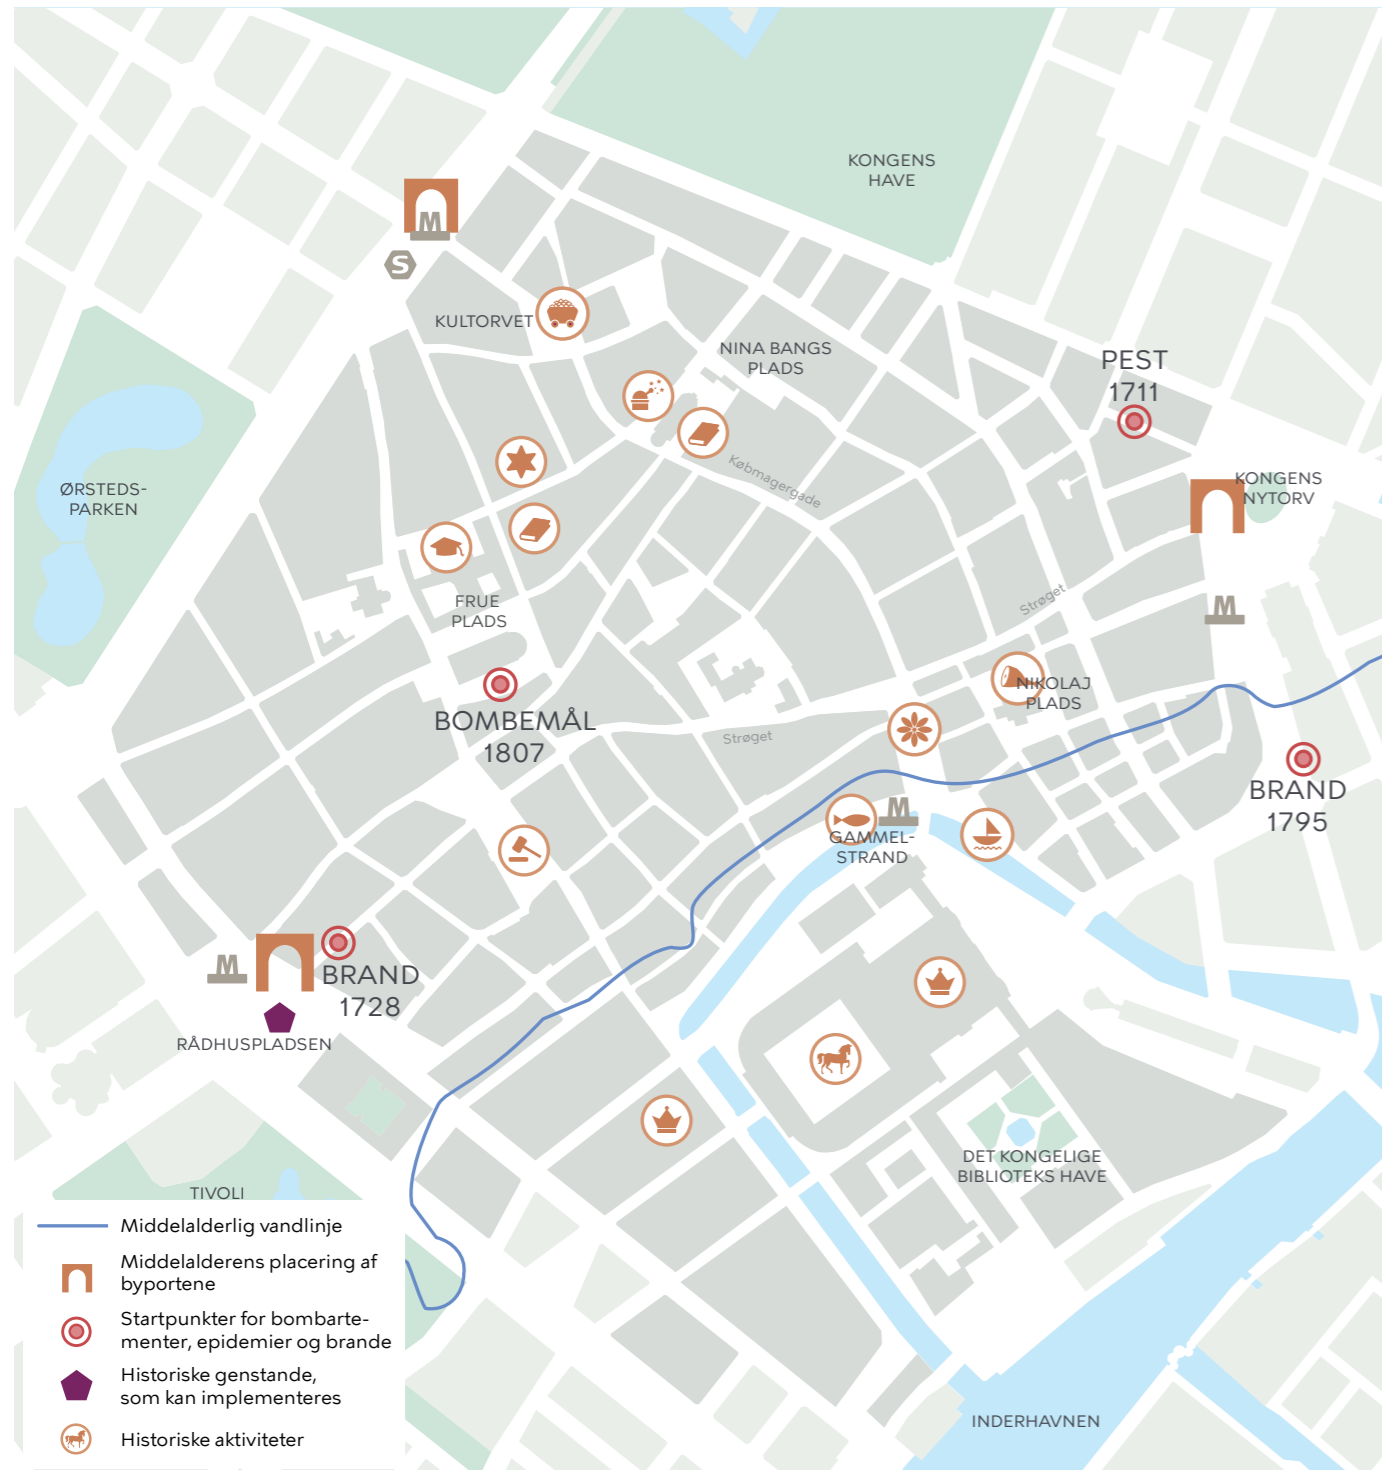 KONGENS
HAVE
M
S
KULTORVET
NINA BANGS
PLADS
PEST
1711
Købmagergade
KONGENS
NYTORV
ØRSTEDS-
PARKEN
FRUE
PLADS
Strøget
M
NIKOLAJ
PLADS
BOMBEMÅL
1807
Strøget
BRAND
1795
M
GAMMEL-
STRAND
M
BRAND
1728
RÅDHUSPLADSEN
DET KONGELIGE
BIBLIOTEKS HAVE
TIVOLI
Middelalderlig vandlinje
Middelalderens placering af
byportene
Startpunkter for bombarte-
menter, epidemier og brande
Historiske genstande,
som kan implementeres
Historiske aktiviteter
INDERHAVNEN